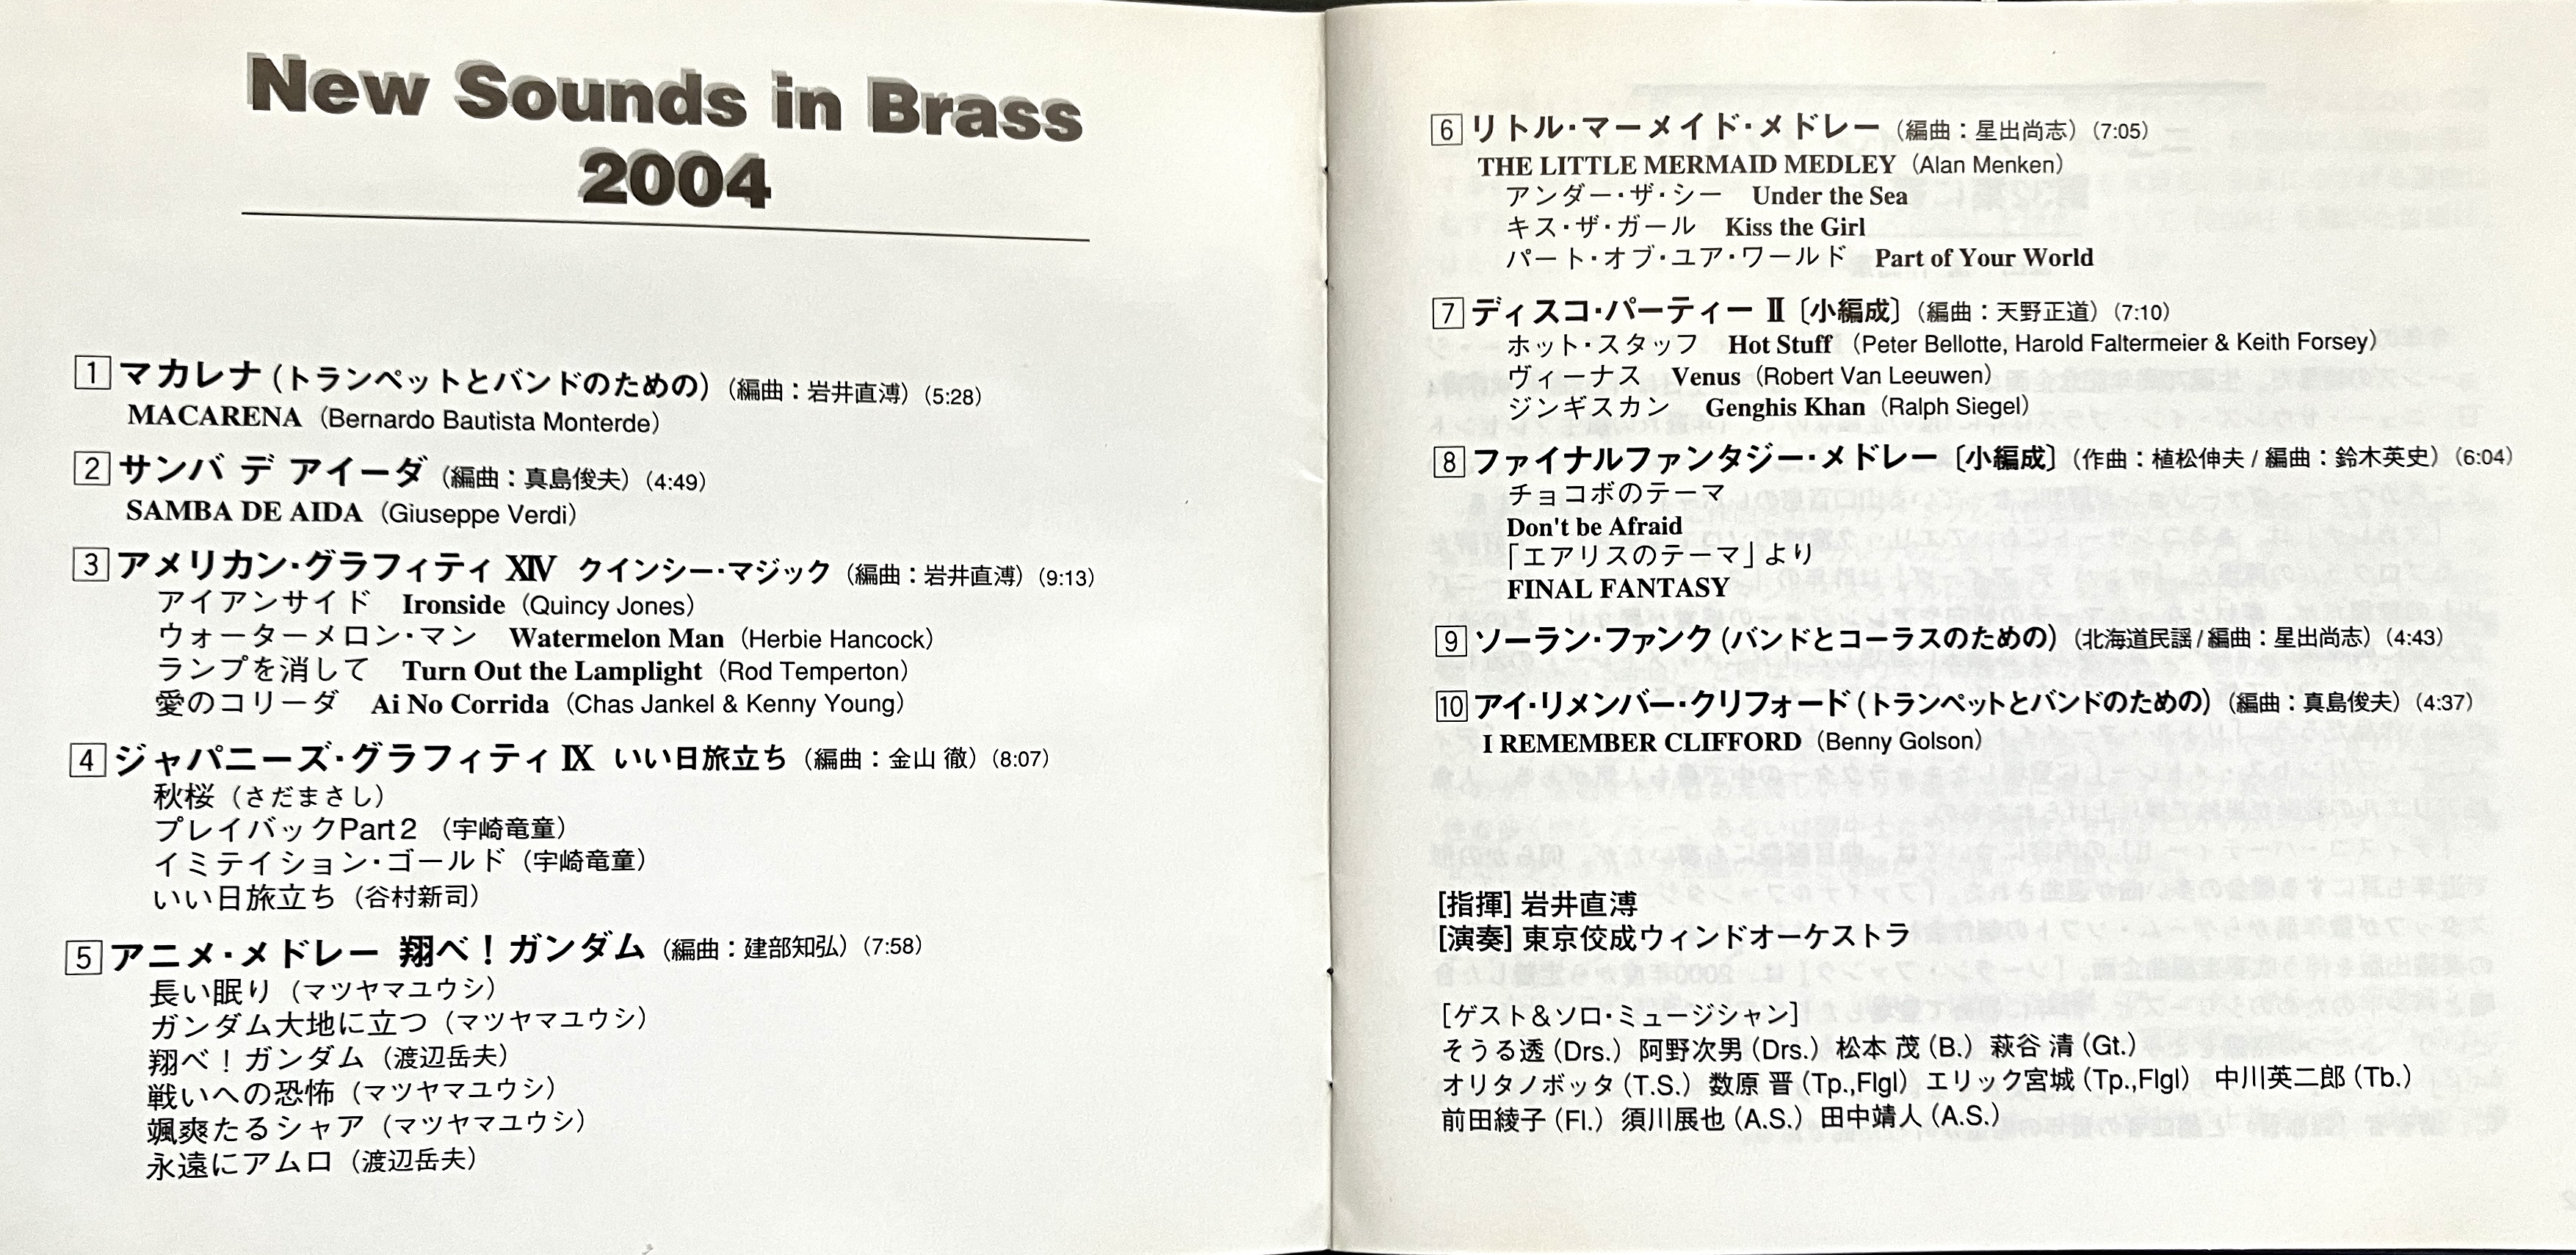 New Sounds in Brass
2004
1 マカレナ (トランペットとバンドのための) (編曲：岩井直溥) (5:28)
MACARENA (Bernardo Bautista Monterde)
2 サンバ デ アイーダ (編曲：真島俊夫) (4:49)
SAMBA DE AIDA (Giuseppe Verdi)
3 アメリカン・グラフィティ XIV クインシー・マジック (編曲：岩井直溥) (9:13)
アイアンサイド Ironside (Quincy Jones)
ウォーターメロン・マン Watermelon Man (Herbie Hancock)
ランプを消して Turn Out the Lamplight (Rod Temperton)
愛のコリーダ Ai No Corrida (Chas Jankel & Kenny Young)
4 ジャパニーズ・グラフィティ IX いい日旅立ち (編曲：金山 徹) (8:07)
秋桜 (さだまさし)
プレイバックPart2 (宇崎竜童)
イミテイション・ゴールド (宇崎竜童)
いい日旅立ち (谷村新司)
5 アニメ・メドレー 翔べ！ガンダム (編曲：建部知弘) (7:58)
長い眠り (マツヤマユウシ)
ガンダム大地に立つ (マツヤマユウシ)
翔べ！ガンダム (渡辺岳夫)
戦いへの恐怖 (マツヤマユウシ)
颯爽たるシャア (マツヤマユウシ)
永遠にアムロ (渡辺岳夫)
6 リトル・マーメイド・メドレー (編曲：星出尚志) (7:05)
THE LITTLE MERMAID MEDLEY (Alan Menken)
アンダー・ザ・シー Under the Sea
キス・ザ・ガール Kiss the Girl
パート・オブ・ユア・ワールド Part of Your World
7 ディスコ・パーティー II〔小編成〕(編曲：天野正道) (7:10)
ホット・スタッフ Hot Stuff (Peter Bellotte, Harold Faltermeier & Keith Forsey)
ヴィーナス Venus (Robert Van Leeuwen)
ジンギスカン Genghis Khan (Ralph Siegel)
8 ファイナルファンタジー・メドレー〔小編成〕(作曲：植松伸夫 / 編曲：鈴木英史) (6:04)
チョコボのテーマ
Don't be Afraid
「エアリスのテーマ」より
FINAL FANTASY
9 ソーラン・ファンク (バンドとコーラスのための) (北海道民謡 / 編曲：星出尚志) (4:43)
10 アイ・リメンバー・クリフォード (トランペットとバンドのための) (編曲：真島俊夫) (4:37)
I REMEMBER CLIFFORD (Benny Golson)
[指揮] 岩井直溥
[演奏] 東京佼成ウィンドオーケストラ
[ゲスト＆ソロ・ミュージシャン]
そうる透 (Drs.) 阿野次男 (Drs.) 松本 茂 (B.) 萩谷 清 (Gt.)
オリタノボッタ (T.S.) 数原 晋 (Tp.,Flgl) エリック宮城 (Tp.,Flgl) 中川英二郎 (Tb.)
前田綾子 (Fl.) 須川展也 (A.S.) 田中靖人 (A.S.)